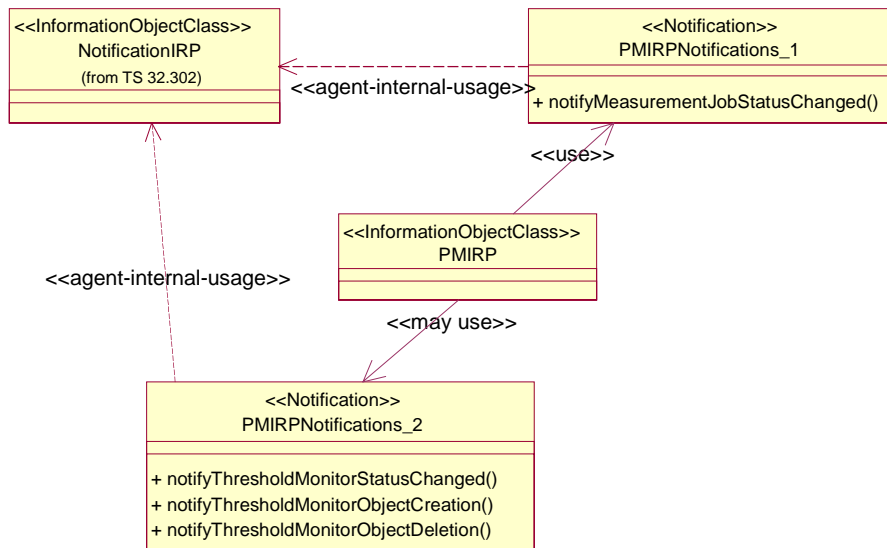 <<InformationObjectClass>>
NotificationIRP
(from TS 32.302)
<<Notification>>
PMIRPNotifications_1
+ notifyMeasurementJobStatusChanged()
<<agent-internal-usage>>
<<use>>
<<InformationObjectClass>>
PMIRP
<<agent-internal-usage>>
<<may use>>
<<Notification>>
PMIRPNotifications_2
+ notifyThresholdMonitorStatusChanged()
+ notifyThresholdMonitorObjectCreation()
+ notifyThresholdMonitorObjectDeletion()